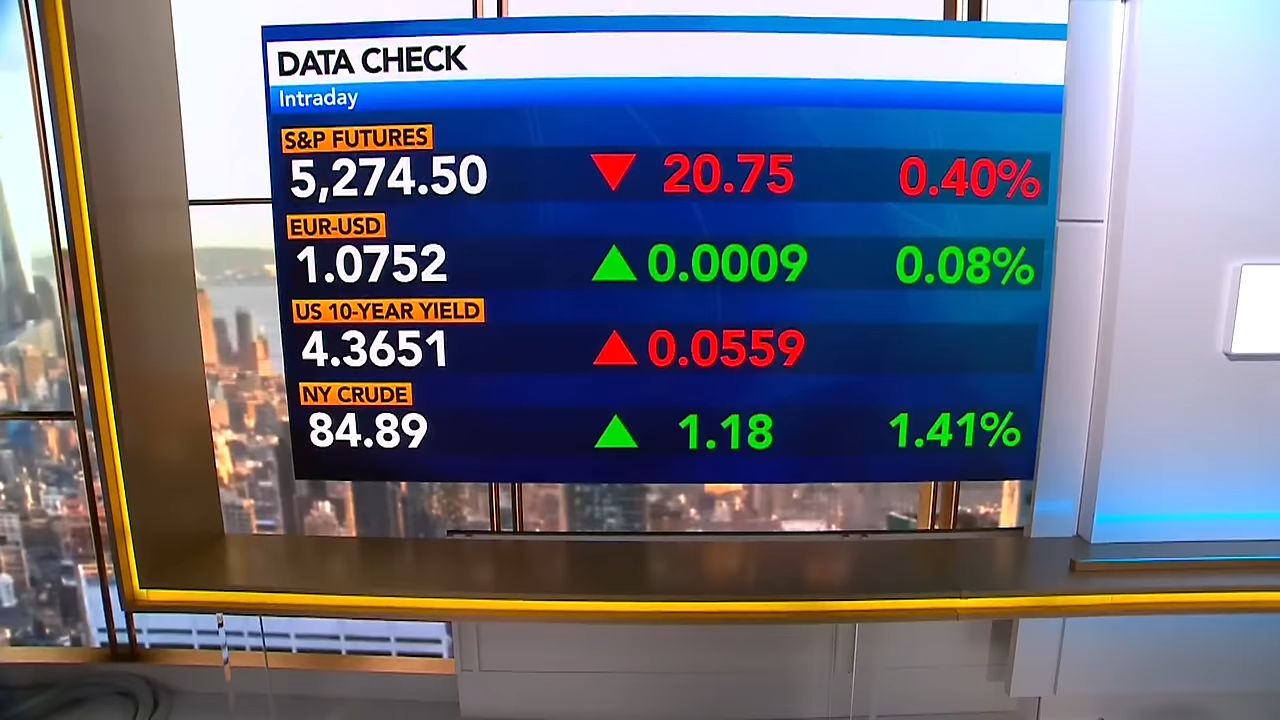 DATA CHECK
Intraday
S&P FUTURES
5,274.50 ▼ 20.75 0.40%
EUR-USD
1.0752 ▲ 0.0009 0.08%
US 10-YEAR YIELD
4.3651 ▲ 0.0559
NY CRUDE
84.89 ▲ 1.18 1.41%